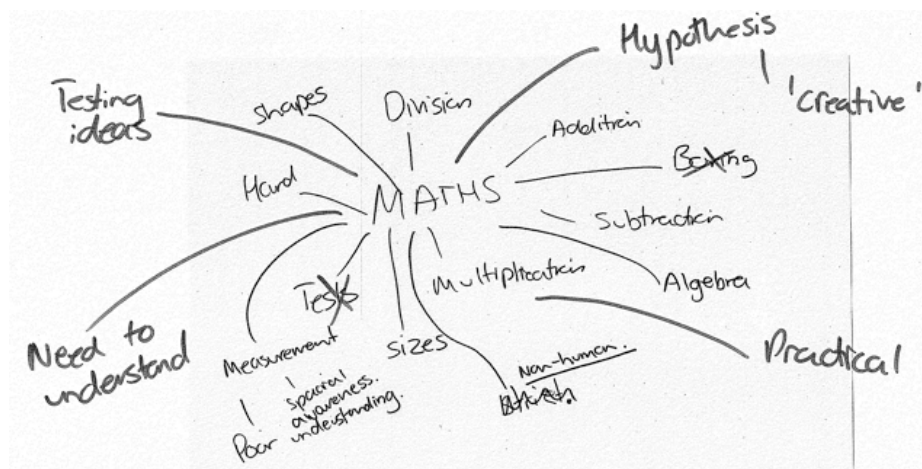 Hypothesis
'creative'
Testing
ideas
Shapes
Division
Addition
Boring
Hard
MATHS
Subtraction
Tests
Multiplication
Algebra
Need to
understand
Measurement
Sizes
Practical
Non-human.
Spacial
awareness.
Poor understanding.